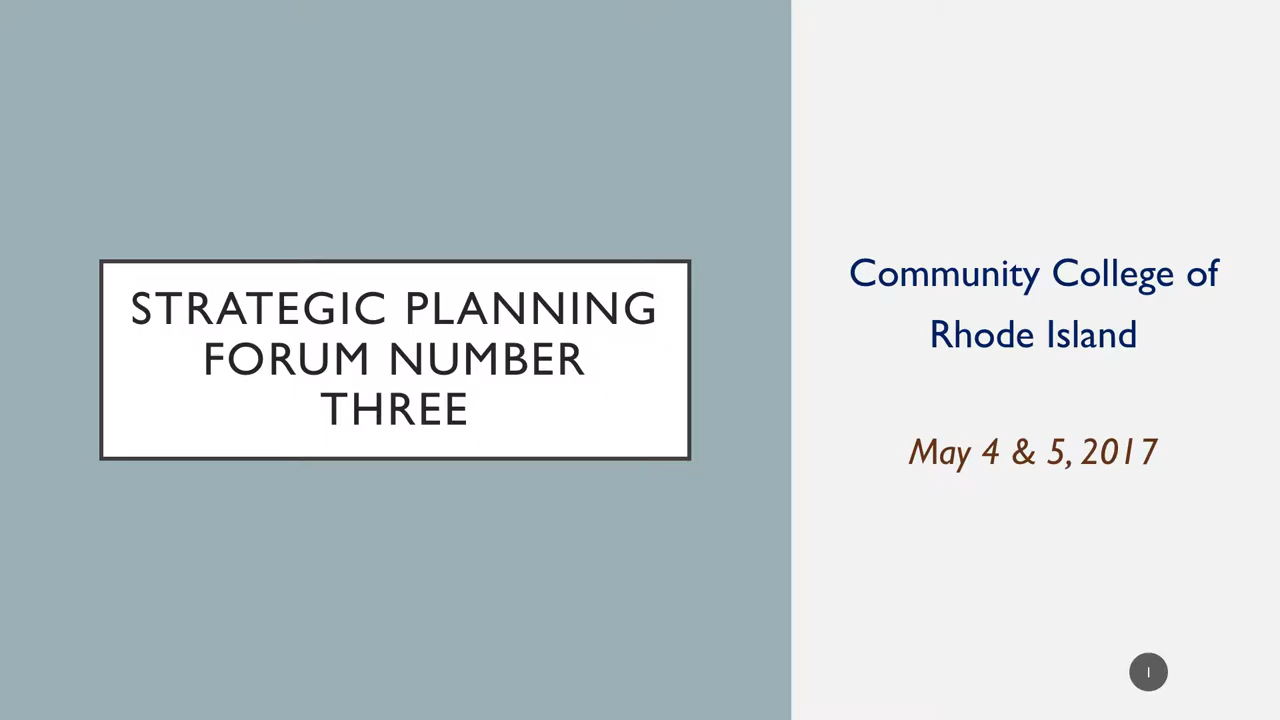 STRATEGIC PLANNING
FORUM NUMBER
THREE
Community College of
Rhode Island
May 4 & 5, 2017
1